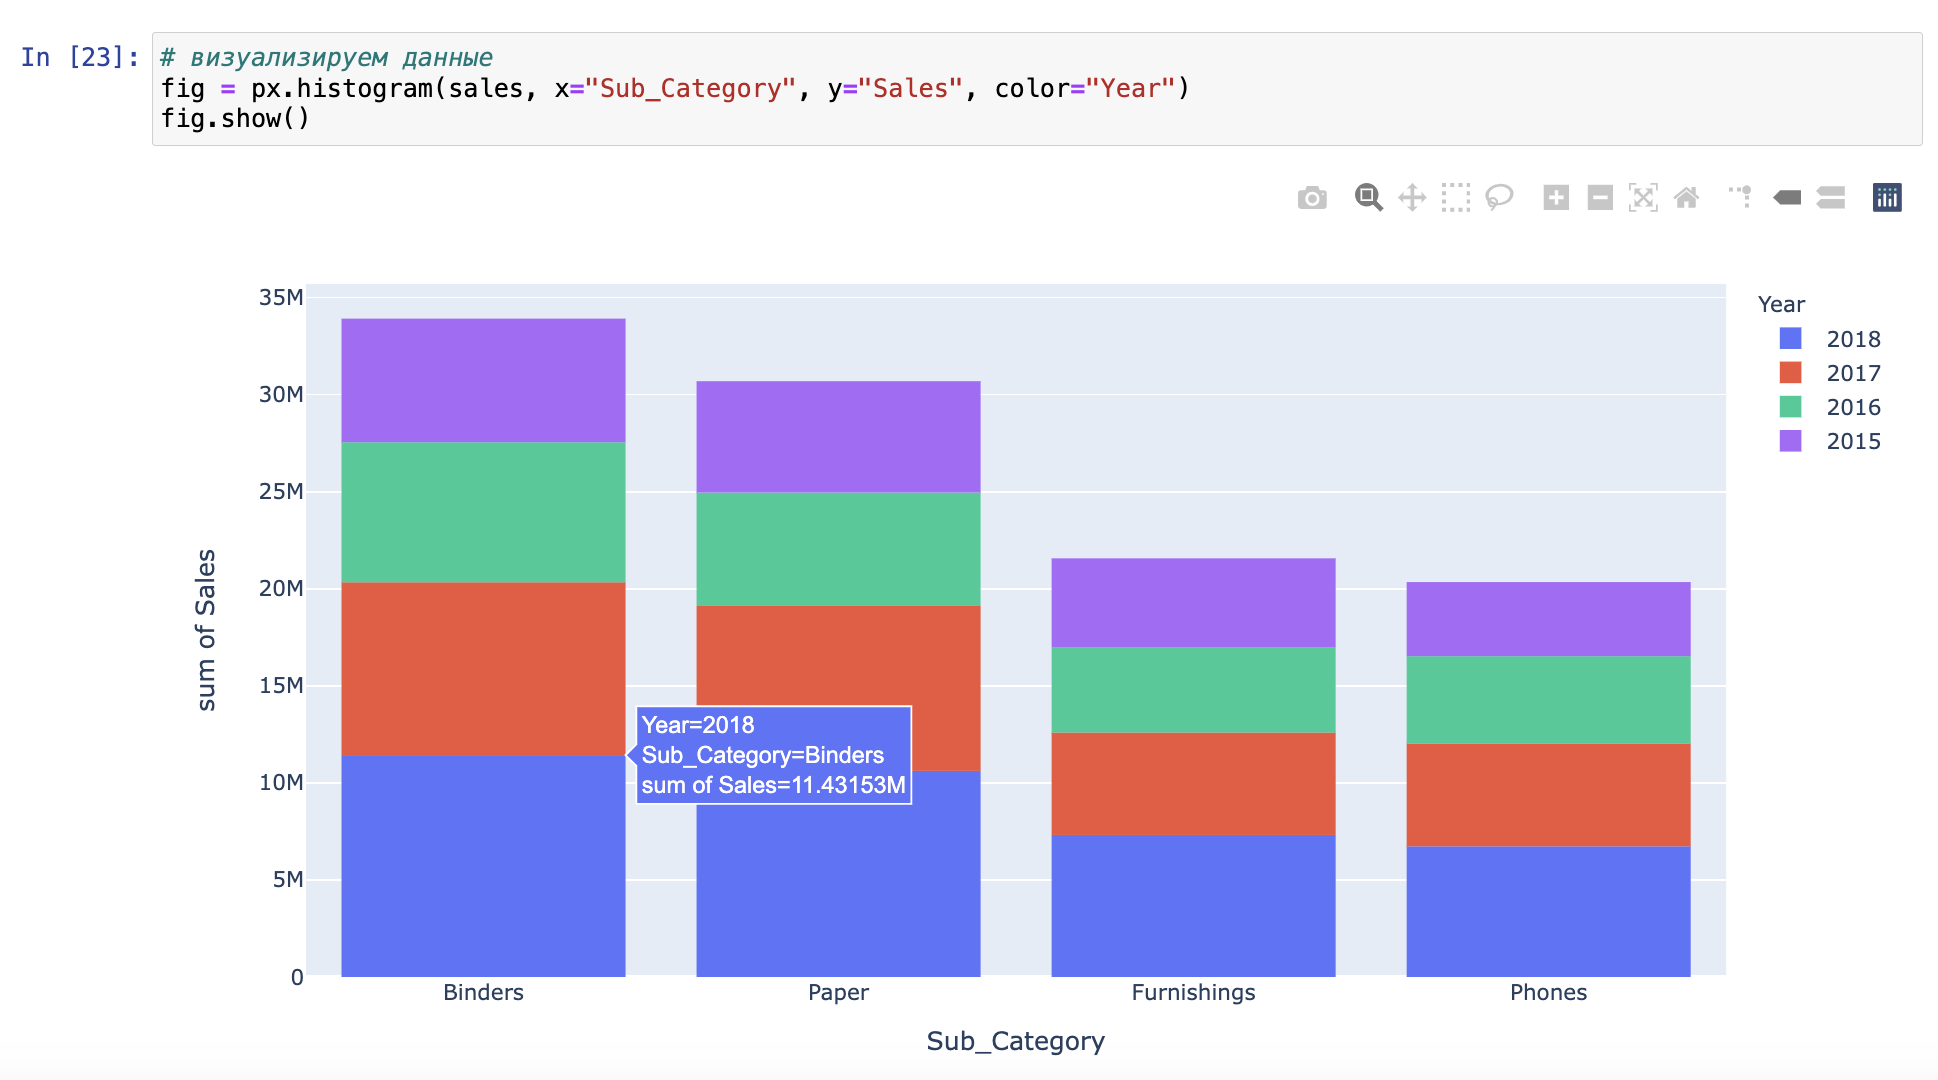 In [23]: # визуализируем данные
fig = px.histogram(sales, x="Sub_Category", y="Sales", color="Year")
fig.show()
35M
30M
25M
20M
15M
10M
5M
0
sum of Sales
Year=2018
Sub_Category=Binders
sum of Sales=11.43153M
Binders Paper Furnishings Phones
Sub_Category
Year
2018
2017
2016
2015